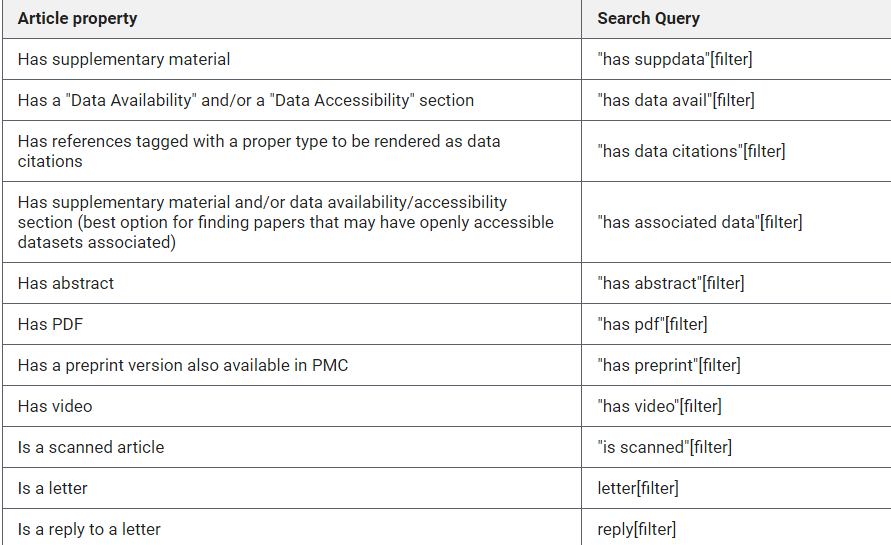 Article property
Search Query
Has supplementary material
"has suppdata"[filter]
Has a "Data Availability" and/or a "Data Accessibility" section
"has data avail"[filter]
Has references tagged with a proper type to be rendered as data
citations
"has data citations"[filter]
Has supplementary material and/or data availability/accessibility
section (best option for finding papers that may have openly accessible
datasets associated)
"has associated data"[filter]
Has abstract
"has abstract"[filter]
Has PDF
"has pdf"[filter]
Has a preprint version also available in PMC
"has preprint"[filter]
Has video
"has video"[filter]
Is a scanned article
"is scanned"[filter]
Is a letter
letter[filter]
Is a reply to a letter
reply[filter]